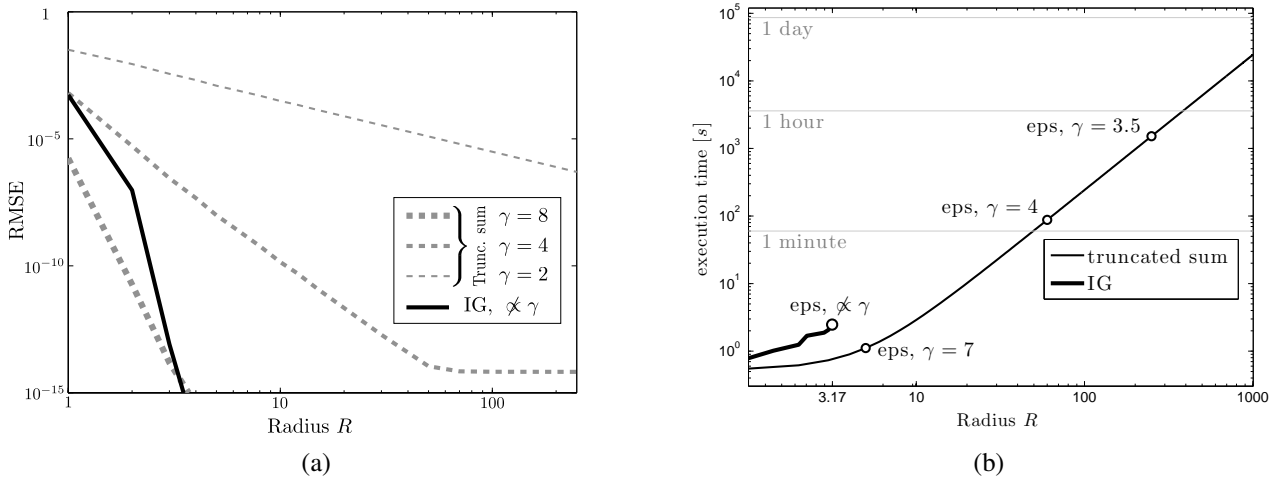 1
10^−5
10^−10
10^−15
RMSE
1
10
100
Radius R
Trunc. sum
γ = 8
γ = 4
γ = 2
IG, ∝̸ γ
(a)
10^5
10^4
10^3
10^2
10^1
10^0
execution time [s]
1 day
1 hour
1 minute
eps, γ = 3.5
eps, γ = 4
eps, ∝̸ γ
eps, γ = 7
truncated sum
IG
3.17
10
100
1000
Radius R
(b)